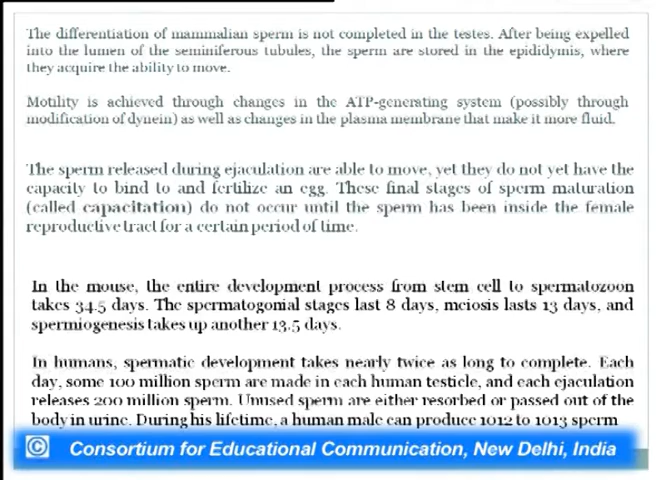 The differentiation of mammalian sperm is not completed in the testes. After being expelled
into the lumen of the seminiferous tubules, the sperm are stored in the epididymis, where
they acquire the ability to move.
Motility is achieved through changes in the ATP-generating system (possibly through
modification of dynein) as well as changes in the plasma membrane that make it more fluid.
The sperm released during ejaculation are able to move, yet they do not yet have the
capacity to bind to and fertilize an egg. These final stages of sperm maturation
(called capacitation) do not occur until the sperm has been inside the female
reproductive tract for a certain period of time.
In the mouse, the entire development process from stem cell to spermatozoon
takes 34.5 days. The spermatogonial stages last 8 days, meiosis lasts 13 days, and
spermiogenesis takes up another 13.5 days.
In humans, spermatic development takes nearly twice as long to complete. Each
day, some 100 million sperm are made in each human testicle, and each ejaculation
releases 200 million sperm. Unused sperm are either resorbed or passed out of the
body in urine. During his lifetime, a human male can produce 1012 to 1013 sperm
© Consortium for Educational Communication, New Delhi, India